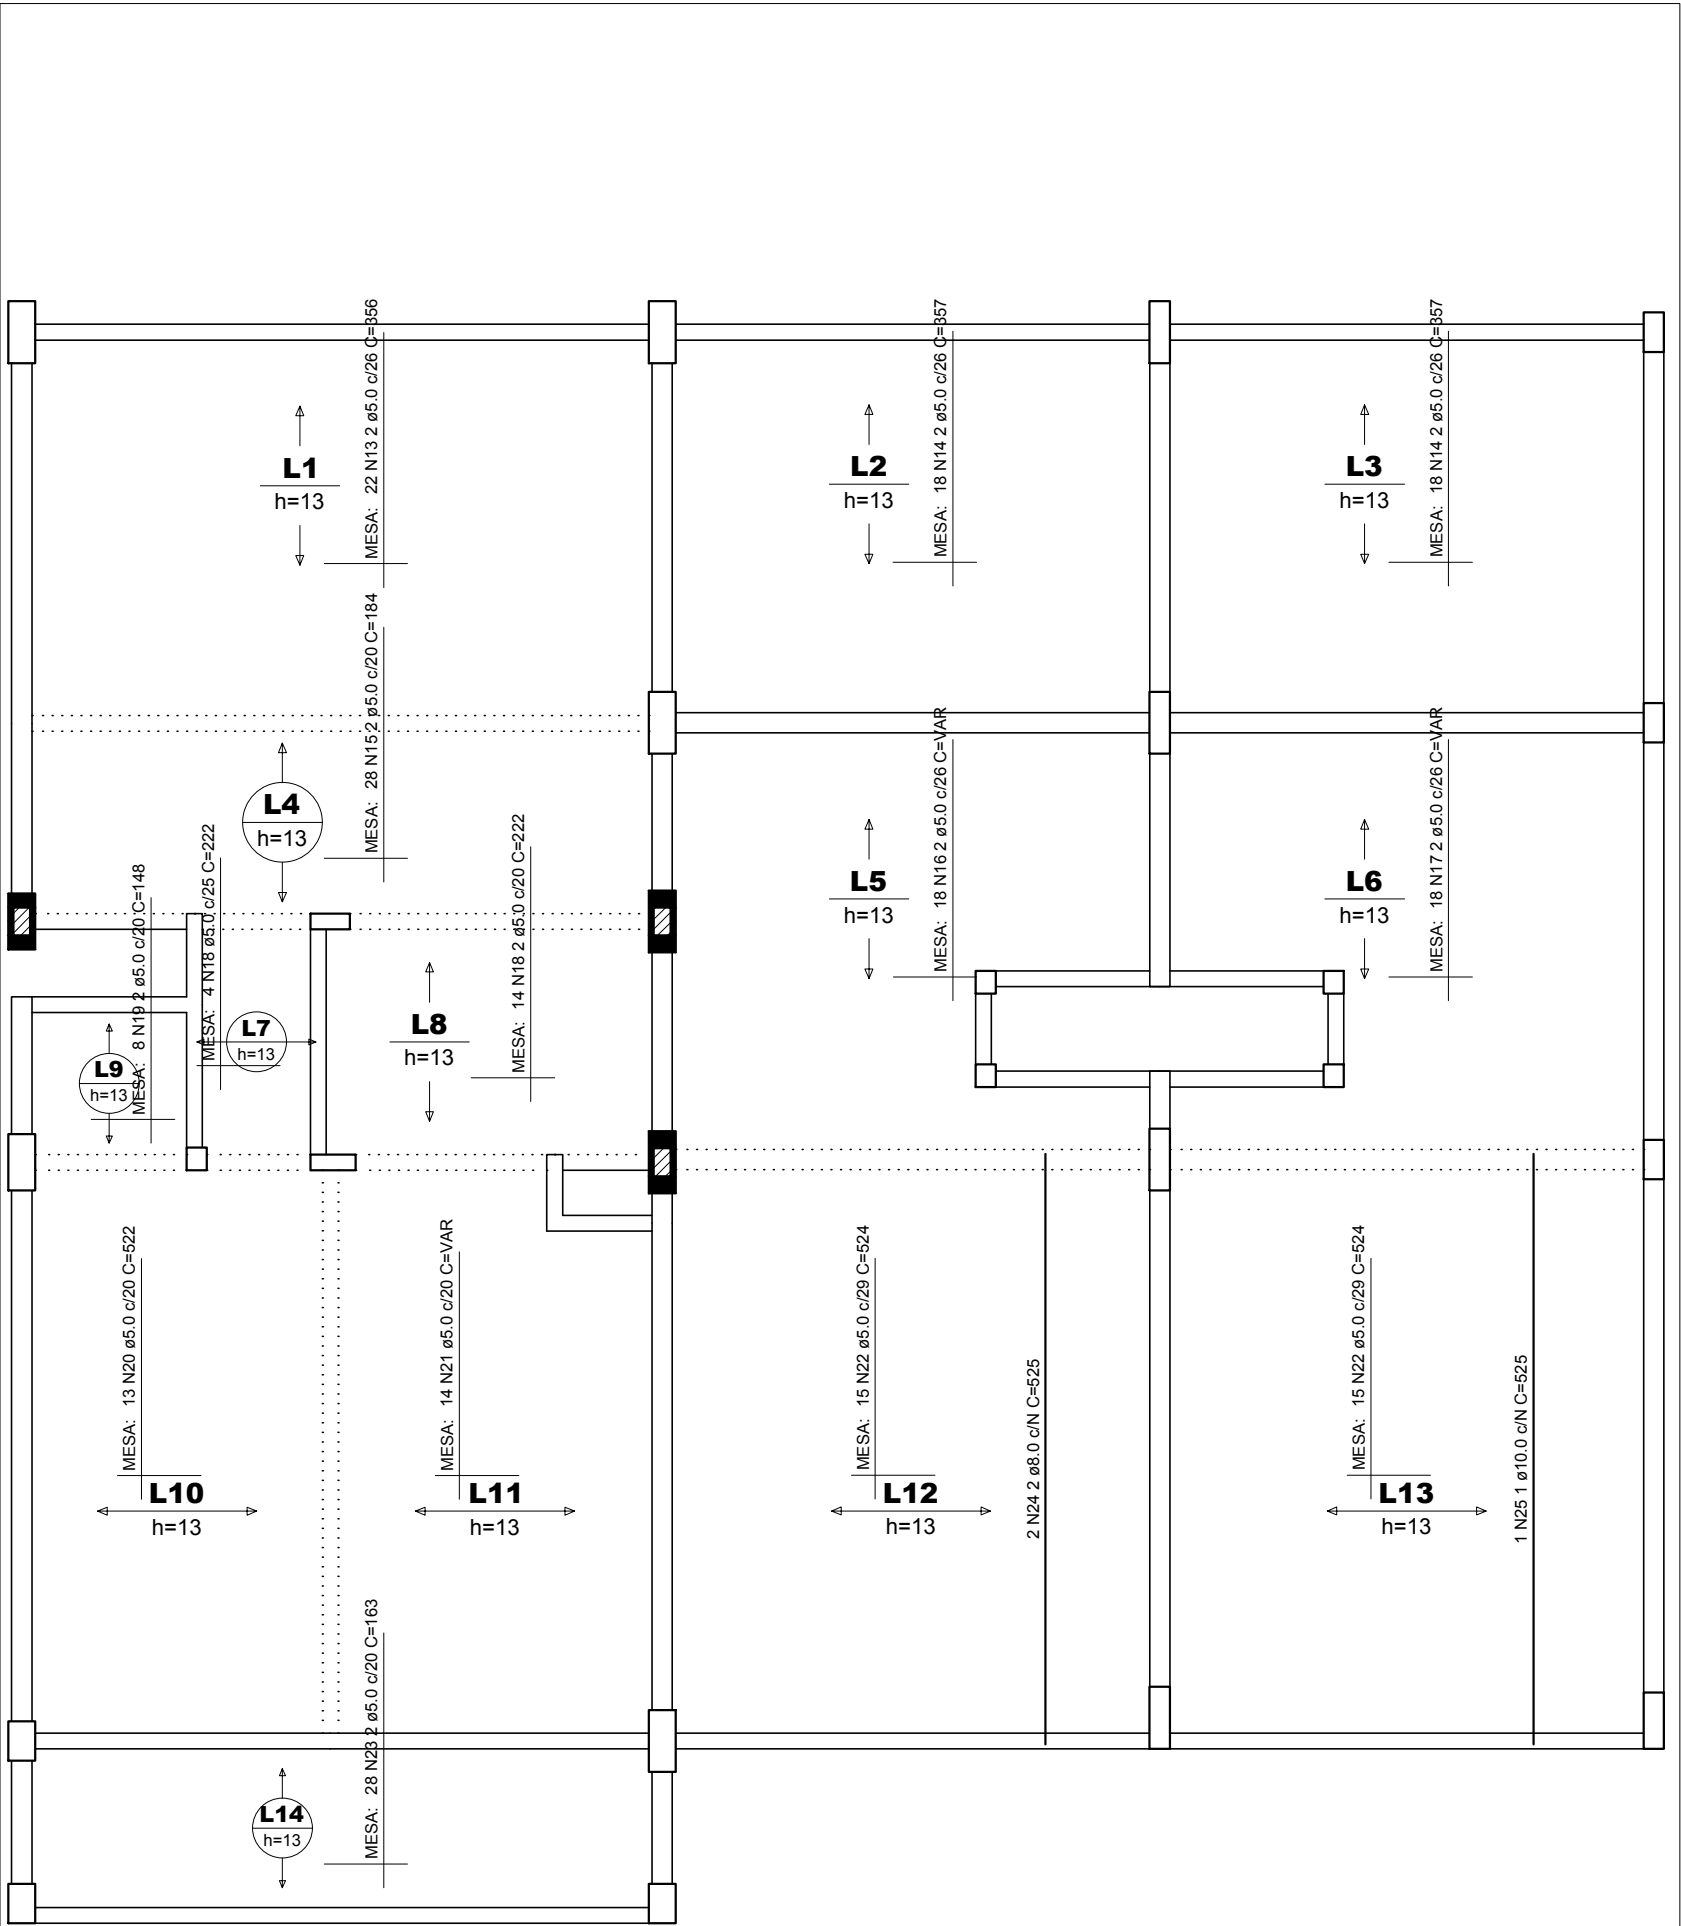 MESA: 22 N13 2 ø5.0 c/26 C=356
MESA: 18 N14 2 ø5.0 c/26 C=357
MESA: 18 N14 2 ø5.0 c/26 C=357
L1
h=13
L2
h=13
L3
h=13
MESA: 28 N15 2 ø5.0 c/20 C=184
MESA: 18 N16 2 ø5.0 c/26 C=VAR
MESA: 18 N17 2 ø5.0 c/26 C=VAR
L4
h=13
L5
h=13
L6
h=13
MESA: 8 N19 2 ø5.0 c/20 C=148
MESA: 4 N18 ø5.0 c/25 C=222
MESA: 14 N18 2 ø5.0 c/20 C=222
L9
h=13
L7
h=13
L8
h=13
MESA: 13 N20 ø5.0 c/20 C=522
MESA: 14 N21 ø5.0 c/20 C=VAR
MESA: 15 N22 ø5.0 c/29 C=524
2 N24 2 ø8.0 c/N C=525
MESA: 15 N22 ø5.0 c/29 C=524
1 N25 1 ø10.0 c/N C=525
L10
h=13
L11
h=13
L12
h=13
L13
h=13
MESA: 28 N23 2 ø5.0 c/20 C=163
L14
h=13